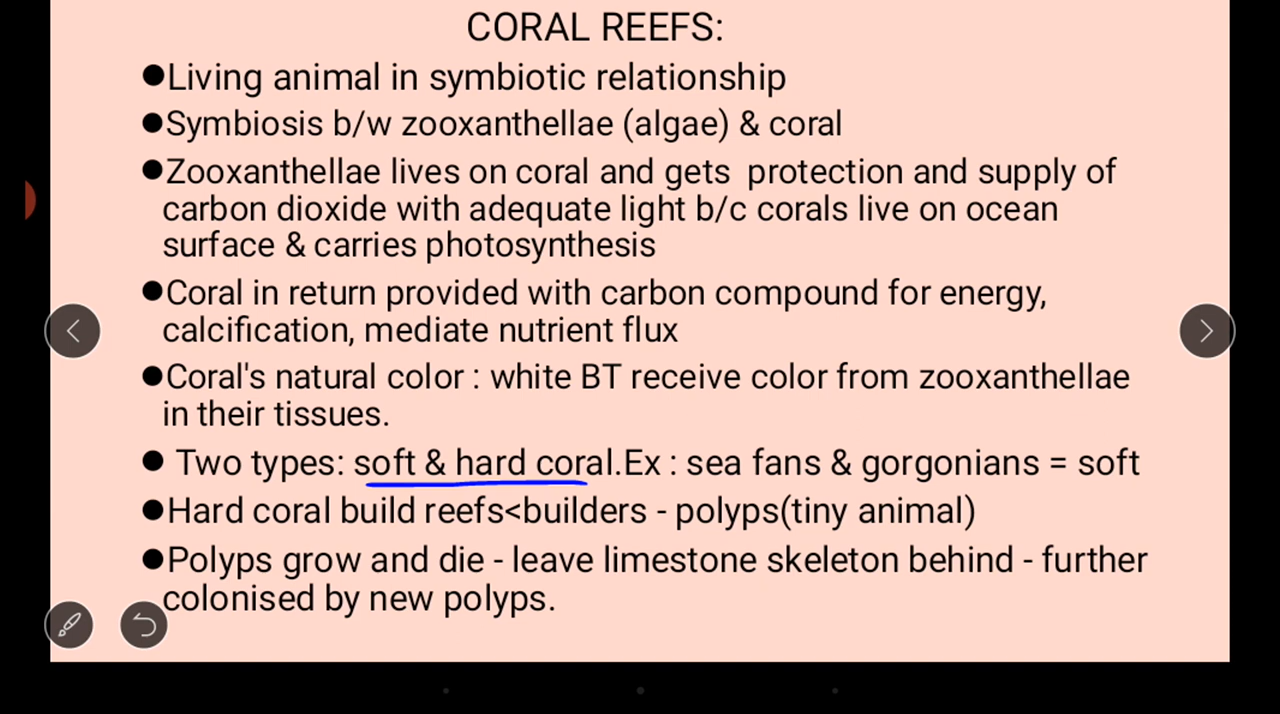 CORAL REEFS:
●Living animal in symbiotic relationship
●Symbiosis b/w zooxanthellae (algae) & coral
●Zooxanthellae lives on coral and gets  protection and supply of
carbon dioxide with adequate light b/c corals live on ocean
surface & carries photosynthesis
●Coral in return provided with carbon compound for energy,
calcification, mediate nutrient flux
●Coral's natural color : white BT receive color from zooxanthellae
in their tissues.
● Two types: soft & hard coral.Ex : sea fans & gorgonians = soft
●Hard coral build reefs<builders - polyps(tiny animal)
●Polyps grow and die - leave limestone skeleton behind - further
colonised by new polyps.